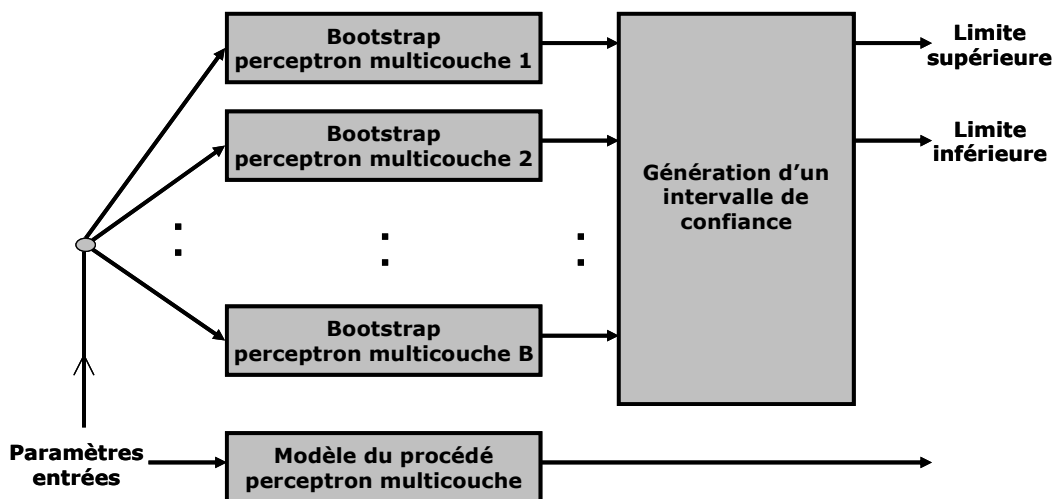 Bootstrap
perceptron multicouche 1
Limite
supérieure
Bootstrap
perceptron multicouche 2
Limite
inférieure
Génération d'un
intervalle de
confiance
Bootstrap
perceptron multicouche B
Paramètres
entrées
Modèle du procédé
perceptron multicouche